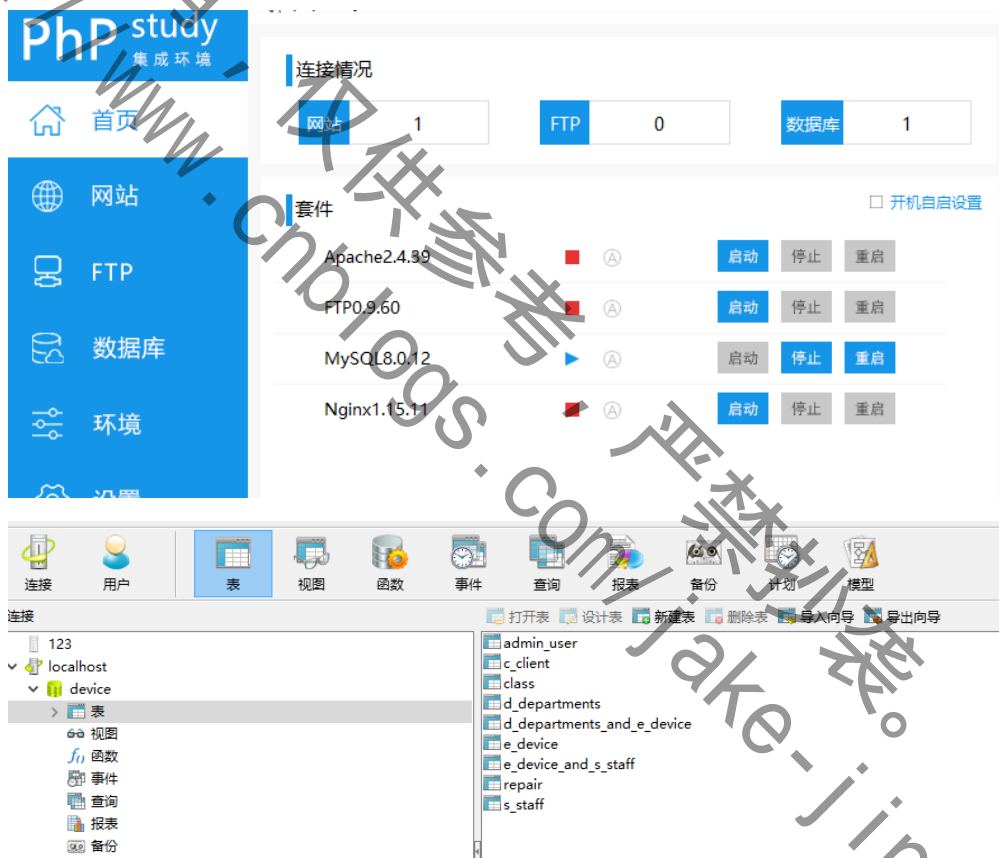 PhP study
集成环境
首页
网站
FTP
数据库
环境
设置
连接情况
网站 1 FTP 0 数据库 1
套件 开机自启设置
Apache2.4.39 A 启动 停止 重启
FTP0.9.60 A 启动 停止 重启
MySQL8.0.12 A 启动 停止 重启
Nginx1.15.11 A 启动 停止 重启
连接 用户 表 视图 函数 事件 查询 报表 备份 计划 模型
连接 打开表 设计表 新建表 删除表 导入向导 导出向导
123
localhost
device
表
视图
函数
事件
查询
报表
备份
admin_user
c_client
class
d_departments
d_departments_and_e_device
e_device
e_device_and_s_staff
repair
s_staff
,仅供参考,严禁抄袭。
/www.cnblogs.com/jake-jin